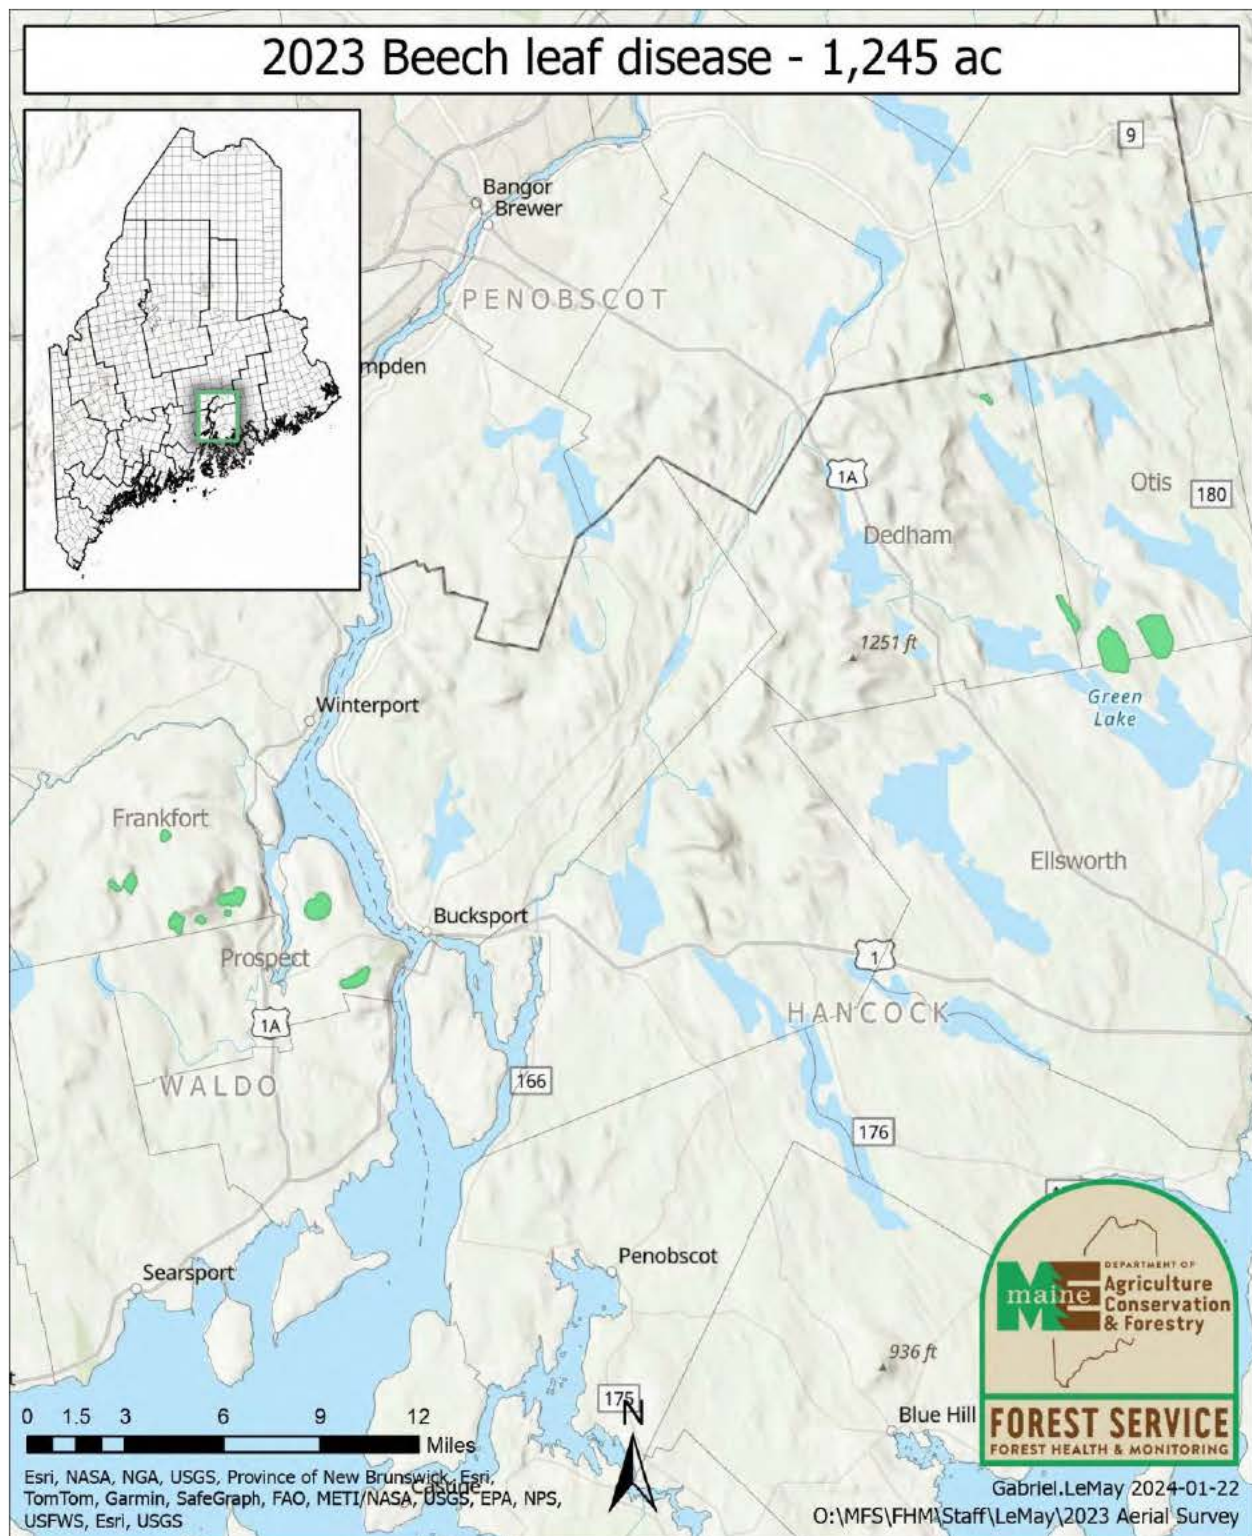 2023 Beech leaf disease - 1,245 ac
9
Bangor
Brewer
PENOBSCOT
mpden
1A
Otis
180
Dedham
1251 ft
Green
Lake
Winterport
Frankfort
Ellsworth
Bucksport
Prospect
1
HANCOCK
1A
WALDO
166
176
Penobscot
Searsport
936 ft
t
175
N
Blue Hill
0 1.5 3 6 9 12
Miles
Castine
Esri, NASA, NGA, USGS, Province of New Brunswick, Esri,
TomTom, Garmin, SafeGraph, FAO, METI/NASA, USGS, EPA, NPS,
USFWS, Esri, USGS
maine
DEPARTMENT OF
Agriculture
Conservation
& Forestry
FOREST SERVICE
FOREST HEALTH & MONITORING
Gabriel.LeMay 2024-01-22
O:\MFS\FHM\Staff\LeMay\2023 Aerial Survey